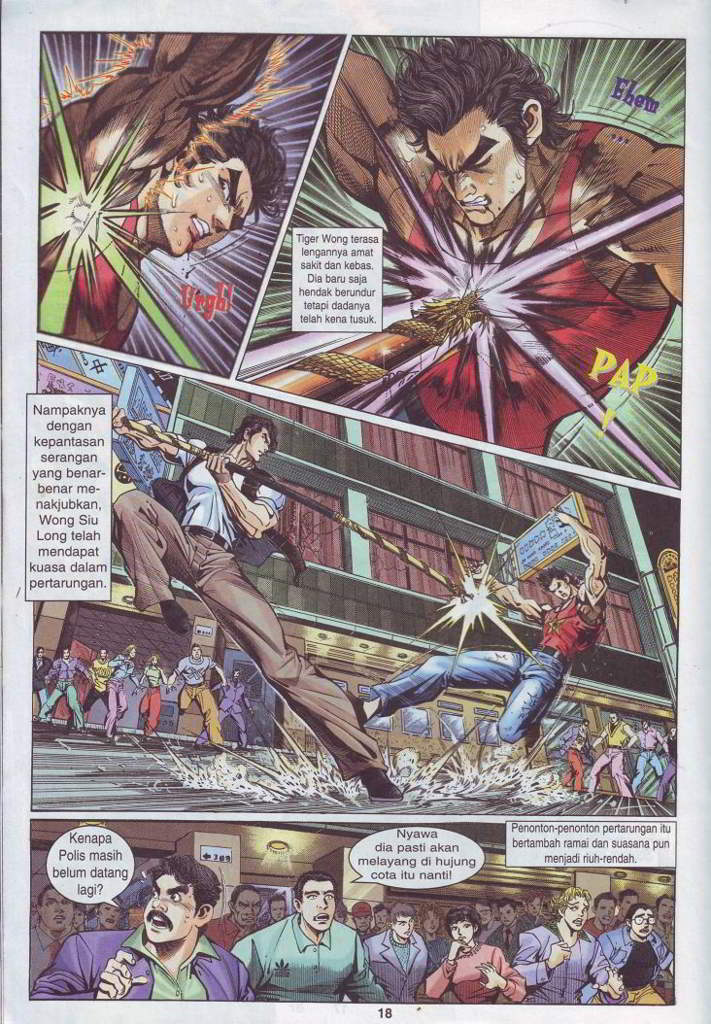 Urgh!
Ehem
...
Tiger Wong terasa
lengannya amat
sakit dan kebas.
Dia baru saja
hendak berundur
tetapi dadanya
telah kena tusuk.
PAP
!
Nampaknya
dengan
kepantasan
serangan
yang benar-
benar me-
nakjubkan,
Wong Siu
Long telah
mendapat
kuasa dalam
pertarungan.
Kenapa
Polis masih
belum datang
lagi?
Nyawa
dia pasti akan
melayang di hujung
cota itu nanti!
Penonton-penonton pertarungan itu
bertambah ramai dan suasana pun
menjadi riuh-rendah.
18